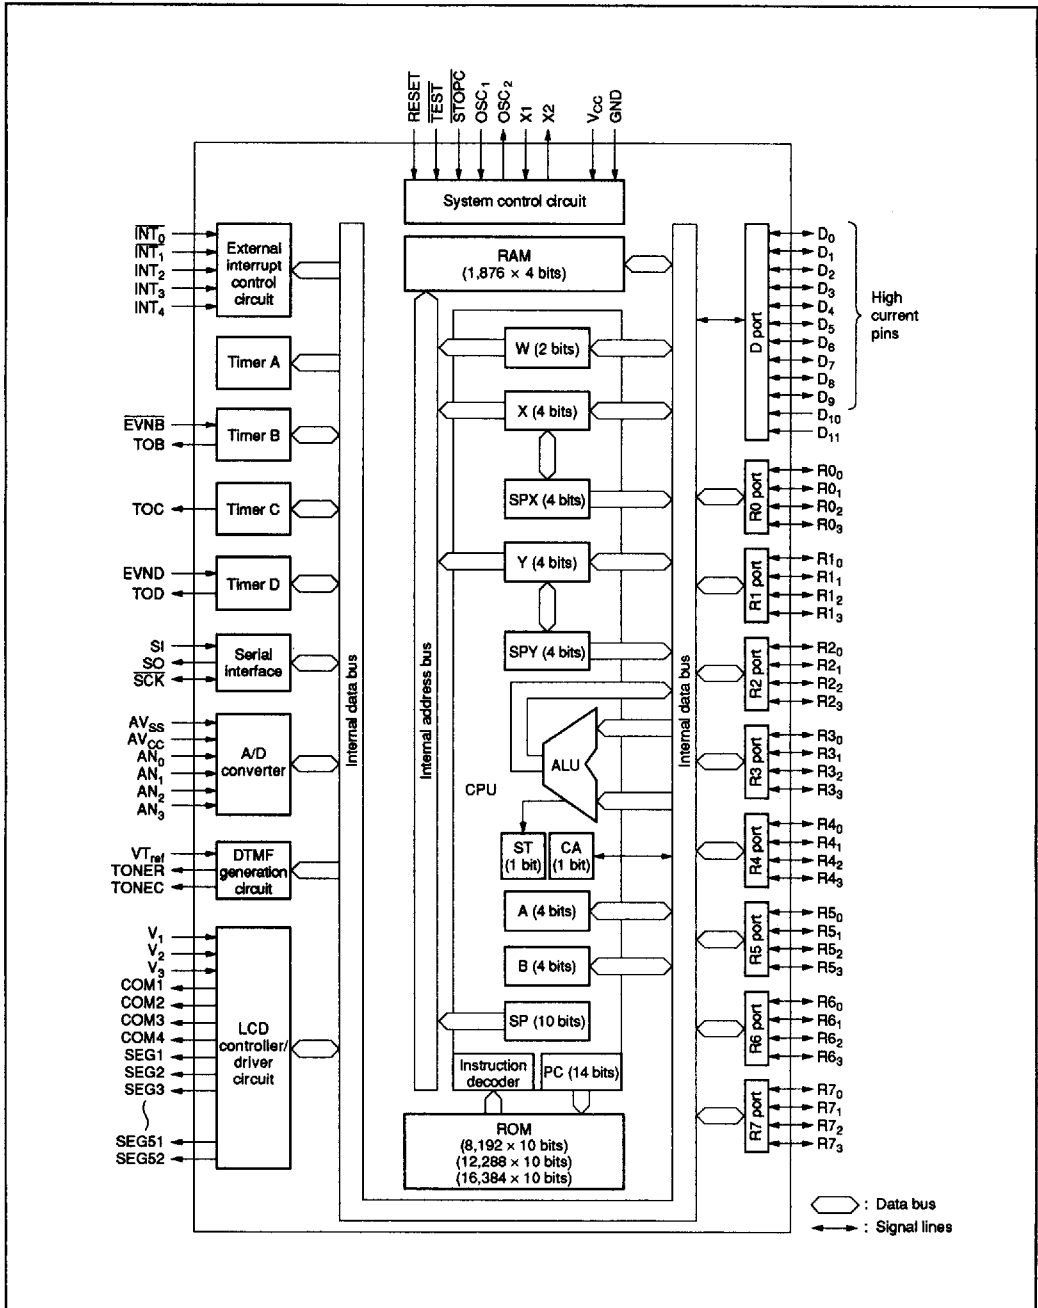 RESET
TEST
STOPC
OSC1
OSC2
X1
X2
VCC
GND
System control circuit
INT0
INT1
INT2
INT3
INT4
External
interrupt
control
circuit
RAM
(1,876 × 4 bits)
D port
D0
D1
D2
D3
D4
D5
D6
D7
D8
D9
D10
D11
High
current
pins
Timer A
W (2 bits)
EVNB
TOB
Timer B
X (4 bits)
TOC
Timer C
SPX (4 bits)
R0 port
R00
R01
R02
R03
EVND
TOD
Timer D
Y (4 bits)
R1 port
R10
R11
R12
R13
SI
SO
SCK
Serial
interface
SPY (4 bits)
R2 port
R20
R21
R22
R23
Internal data bus
Internal address bus
Internal data bus
AVSS
AVCC
AN0
AN1
AN2
AN3
A/D
converter
CPU
ALU
R3 port
R30
R31
R32
R33
VTref
TONER
TONEC
DTMF
generation
circuit
ST
(1 bit)
CA
(1 bit)
R4 port
R40
R41
R42
R43
A (4 bits)
R5 port
R50
R51
R52
R53
B (4 bits)
V1
V2
V3
COM1
COM2
COM3
COM4
SEG1
SEG2
SEG3
SEG51
SEG52
LCD
controller/
driver
circuit
SP (10 bits)
R6 port
R60
R61
R62
R63
Instruction
decoder
PC (14 bits)
R7 port
R70
R71
R72
R73
ROM
(8,192 × 10 bits)
(12,288 × 10 bits)
(16,384 × 10 bits)
: Data bus
: Signal lines